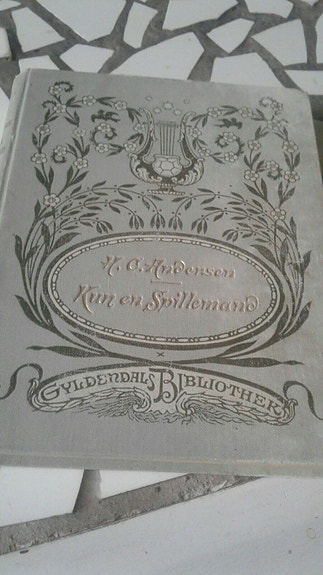 H. C. Andersen
Kun en Spillemand
GYLDENDALS BIBLIOTHEK